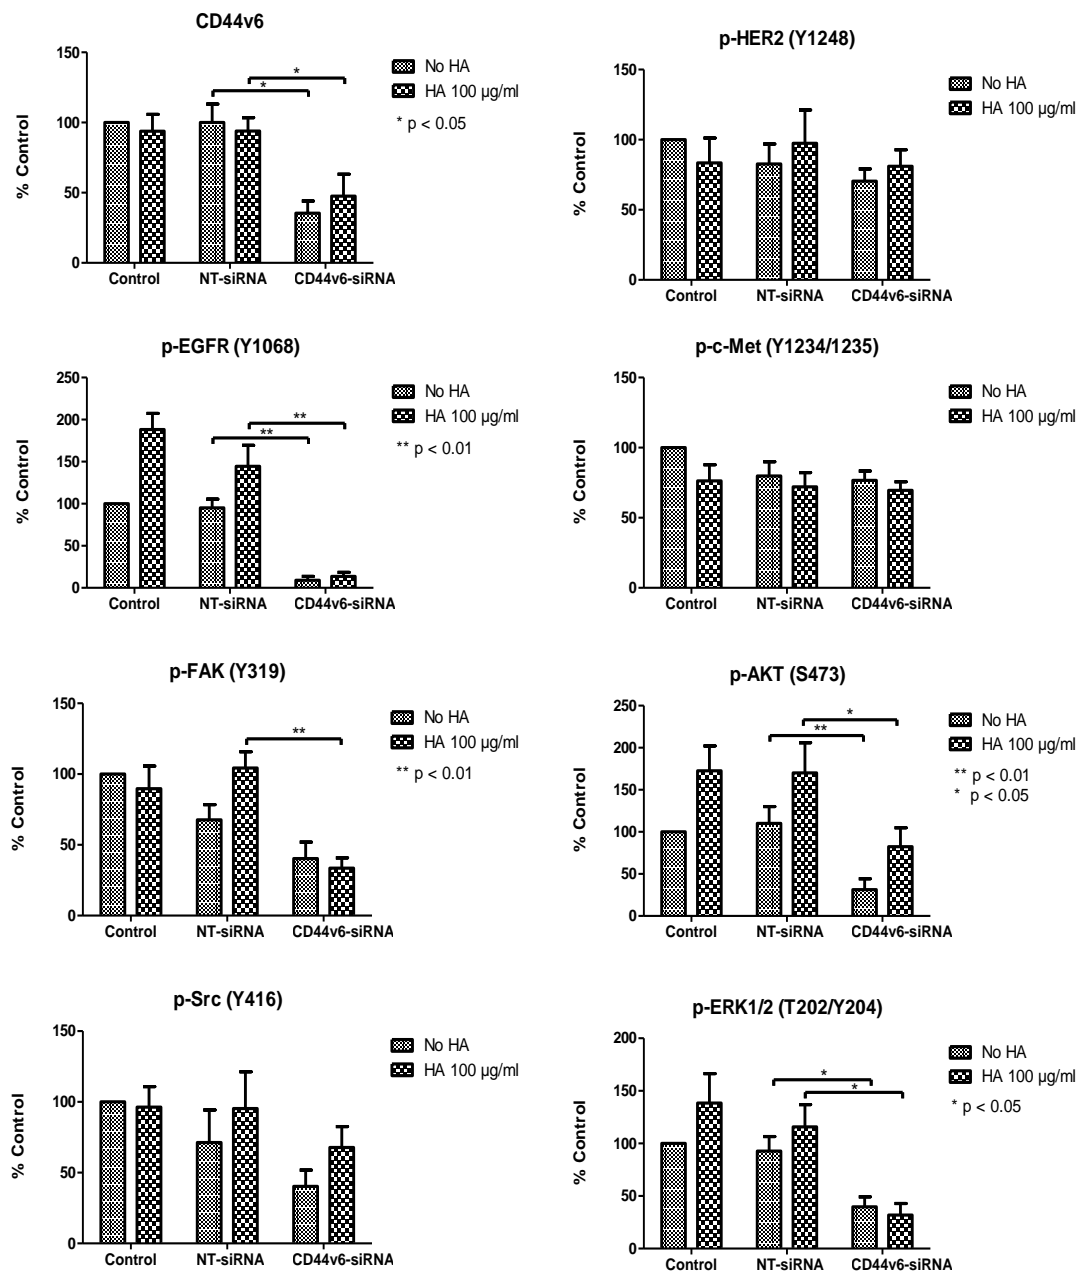 CD44v6
% Control
150
100
50
0
*
*
Control NT-siRNA CD44v6-siRNA
No HA
HA 100 µg/ml
* p < 0.05
p-HER2 (Y1248)
% Control
150
100
50
0
Control NT-siRNA CD44v6-siRNA
No HA
HA 100 µg/ml
p-EGFR (Y1068)
% Control
250
200
150
100
50
0
**
**
Control NT-siRNA CD44v6-siRNA
No HA
HA 100 µg/ml
** p < 0.01
p-c-Met (Y1234/1235)
% Control
150
100
50
0
Control NT-siRNA CD44v6-siRNA
No HA
HA 100 µg/ml
p-FAK (Y319)
% Control
150
100
50
0
**
Control NT-siRNA CD44v6-siRNA
No HA
HA 100 µg/ml
** p < 0.01
p-AKT (S473)
% Control
250
200
150
100
50
0
*
**
Control NT-siRNA CD44v6-siRNA
No HA
HA 100 µg/ml
** p < 0.01
* p < 0.05
p-Src (Y416)
% Control
150
100
50
0
Control NT-siRNA CD44v6-siRNA
No HA
HA 100 µg/ml
p-ERK1/2 (T202/Y204)
% Control
200
150
100
50
0
*
*
Control NT-siRNA CD44v6-siRNA
No HA
HA 100 µg/ml
* p < 0.05